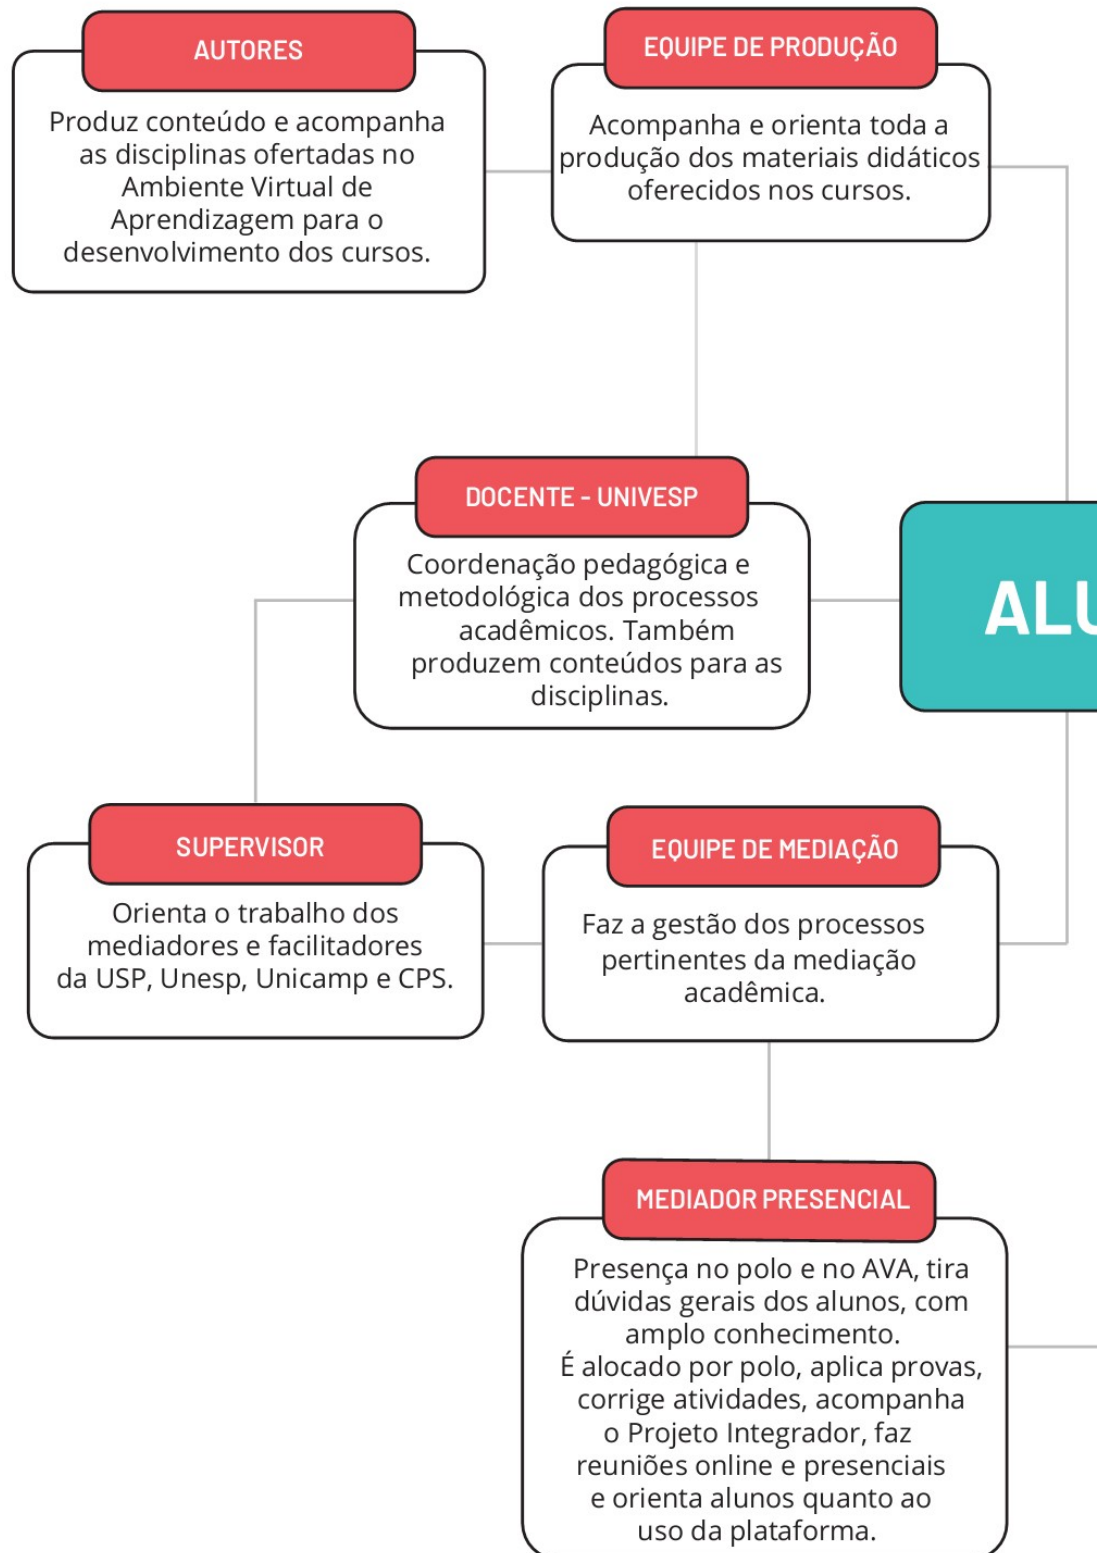 AUTORES
Produz conteúdo e acompanha
as disciplinas ofertadas no
Ambiente Virtual de
Aprendizagem para o
desenvolvimento dos cursos.
EQUIPE DE PRODUÇÃO
Acompanha e orienta toda a
produção dos materiais didáticos
oferecidos nos cursos.
DOCENTE - UNIVESP
Coordenação pedagógica e
metodológica dos processos
acadêmicos. Também
produzem conteúdos para as
disciplinas.
ALU
SUPERVISOR
Orienta o trabalho dos
mediadores e facilitadores
da USP, Unesp, Unicamp e CPS.
EQUIPE DE MEDIAÇÃO
Faz a gestão dos processos
pertinentes da mediação
acadêmica.
MEDIADOR PRESENCIAL
Presença no polo e no AVA, tira
dúvidas gerais dos alunos, com
amplo conhecimento.
É alocado por polo, aplica provas,
corrige atividades, acompanha
o Projeto Integrador, faz
reuniões online e presenciais
e orienta alunos quanto ao
uso da plataforma.